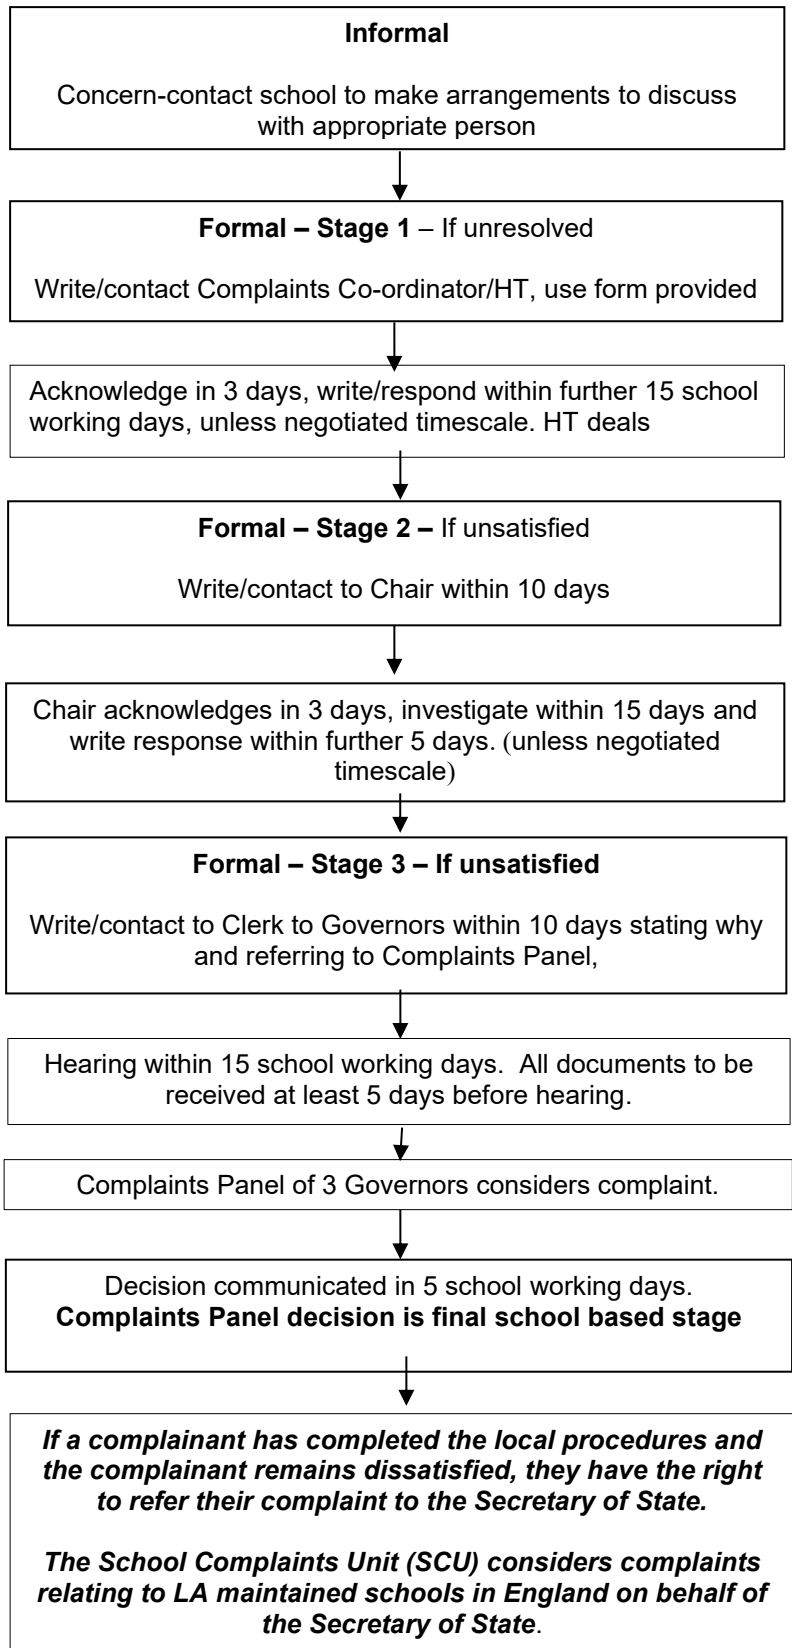 Informal
Concern-contact school to make arrangements to discuss
with appropriate person
Formal – Stage 1 – If unresolved
Write/contact Complaints Co-ordinator/HT, use form provided
Acknowledge in 3 days, write/respond within further 15 school
working days, unless negotiated timescale. HT deals
Formal – Stage 2 – If unsatisfied
Write/contact to Chair within 10 days
Chair acknowledges in 3 days, investigate within 15 days and
write response within further 5 days. (unless negotiated
timescale)
Formal – Stage 3 – If unsatisfied
Write/contact to Clerk to Governors within 10 days stating why
and referring to Complaints Panel,
Hearing within 15 school working days.  All documents to be
received at least 5 days before hearing.
Complaints Panel of 3 Governors considers complaint.
Decision communicated in 5 school working days.
Complaints Panel decision is final school based stage
If a complainant has completed the local procedures and
the complainant remains dissatisfied, they have the right
to refer their complaint to the Secretary of State.
The School Complaints Unit (SCU) considers complaints
relating to LA maintained schools in England on behalf of
the Secretary of State.